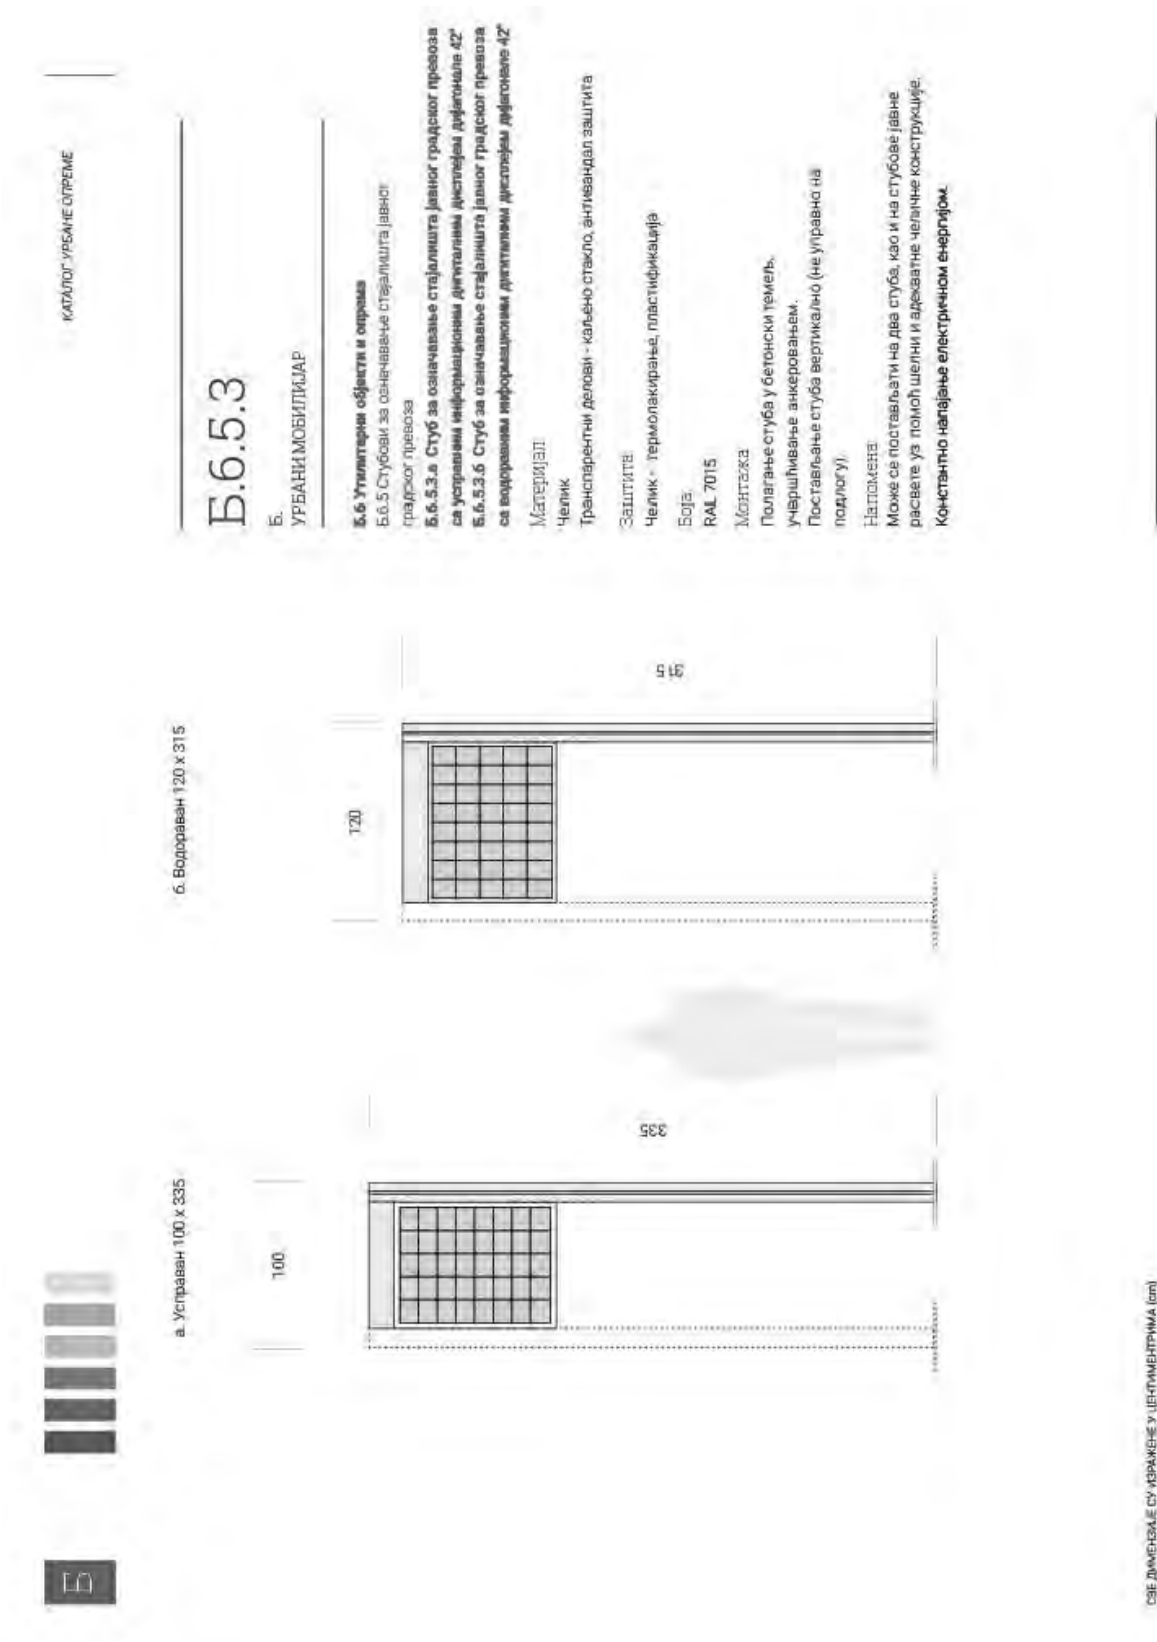 КАТАЛОГ УРБАНЕ ОПРЕМЕ
Б
Б.6.5.3
Б.
УРБАНИ МОБИЛИЈАР
а. Усправан 100 x 335
б. Водораван 120 x 315
100
335
120
315
Б.6 Утилитарни објекти и опрема
Б.6.5 Стубови за означавање стајалишта јавног
градског превоза
Б.6.5.3.а Стуб за означавање стајалишта јавног градског превоза
са усправним информационим дигиталним дисплејем дијагонале 42"
Б.6.5.3.б Стуб за означавање стајалишта јавног градског превоза
са водоравним информационим дигиталним дисплејем дијагонале 42"
Материјал:
Челик
Транспарентни делови - каљено стакло, антивандал заштита
Заштита:
Челик - термолакирање, пластификација
Боја:
RAL 7015
Монтажа:
Полагање стуба у бетонски темељ,
учвршћивање анкеровањем.
Постављање стуба вертикално (не управно на
подлогу).
Напомена:
Може се постављати на два стуба, као и на стубове јавне
расвете уз помоћ шелни и адекватне челичне конструкције.
Константно напајање електричном енергијом.
СВЕ ДИМЕНЗИЈЕ СУ ИЗРАЖЕНЕ У ЦЕНТИМЕТРИМА (cm)